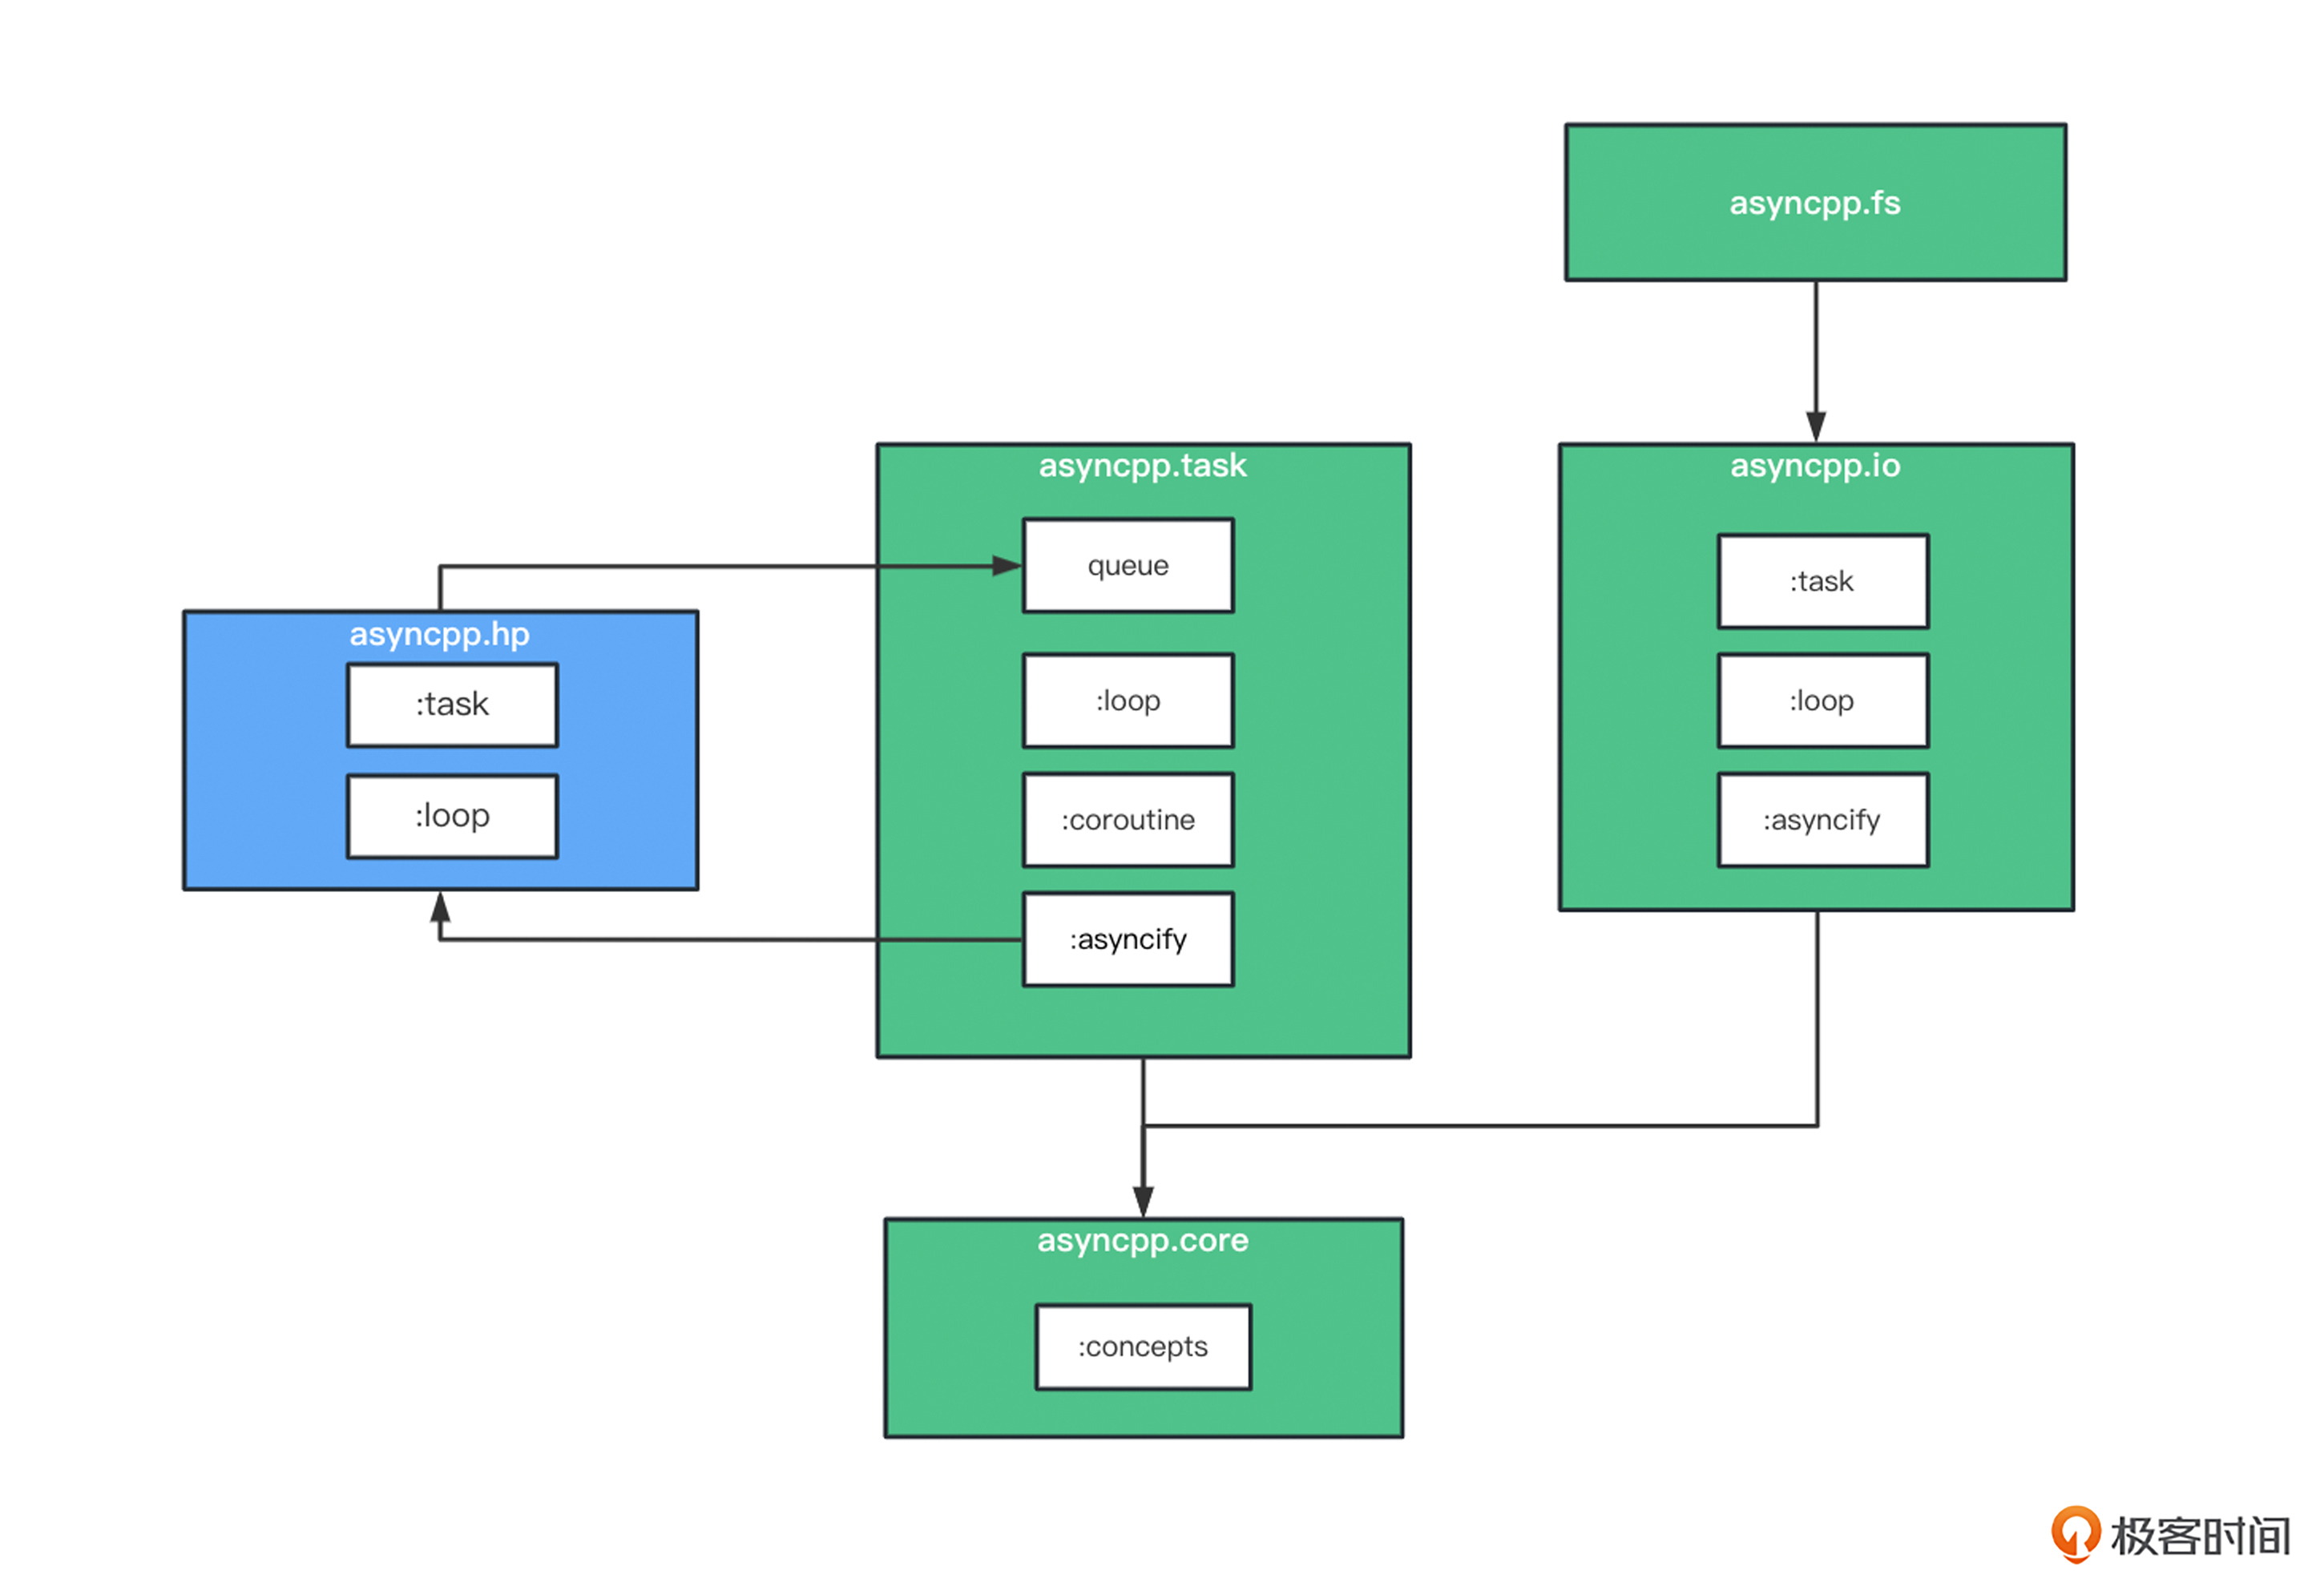 asyncpp.fs
asyncpp.task
queue
:loop
:coroutine
:asyncify
asyncpp.io
:task
:loop
:asyncify
asyncpp.hp
:task
:loop
asyncpp.core
:concepts
极客时间